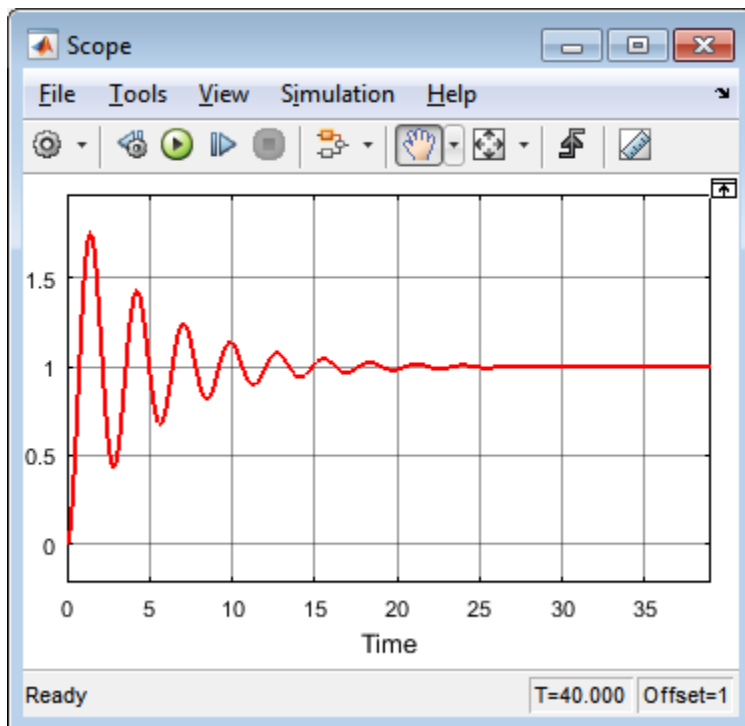 Scope
File Tools View Simulation Help
1.5
1
0.5
0
0 5 10 15 20 25 30 35
Time
Ready T=40.000 Offset=1